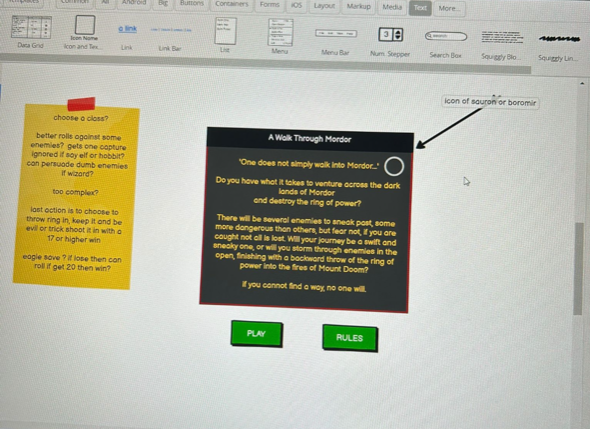 Common
All
Android
Big
Buttons
Containers
Forms
iOS
Layout
Markup
Media
Text
More...
Data Grid
Icon Name
Icon and Tex...
a link
Link
Link Bar
List
Menu
Menu Bar
3
Num. Stepper
search
Search Box
Squiggly Blo...
Squiggly Lin...
choose a class?
better rolls against some
enemies? gets one capture
ignored if say elf or hobbit?
can persuade dumb enemies
if wizard?
too complex?
last action is to choose to
throw ring in, keep it and be
evil or trick shoot it in with a
17 or higher win
eagle save ? if lose then can
roll if get 20 then win?
icon of sauron or boromir
A Walk Through Mordor
"One does not simply walk into Mordor..."
Do you have what it takes to venture across the dark
lands of Mordor
and destroy the ring of power?
There will be several enemies to sneak past, some
more dangerous than others, but fear not, if you are
caught not all is lost. Will your journey be a swift and
sneaky one, or will you storm through enemies in the
open, finishing with a backward throw of the ring of
power into the fires of Mount Doom?
If you cannot find a way, no one will.
PLAY
RULES